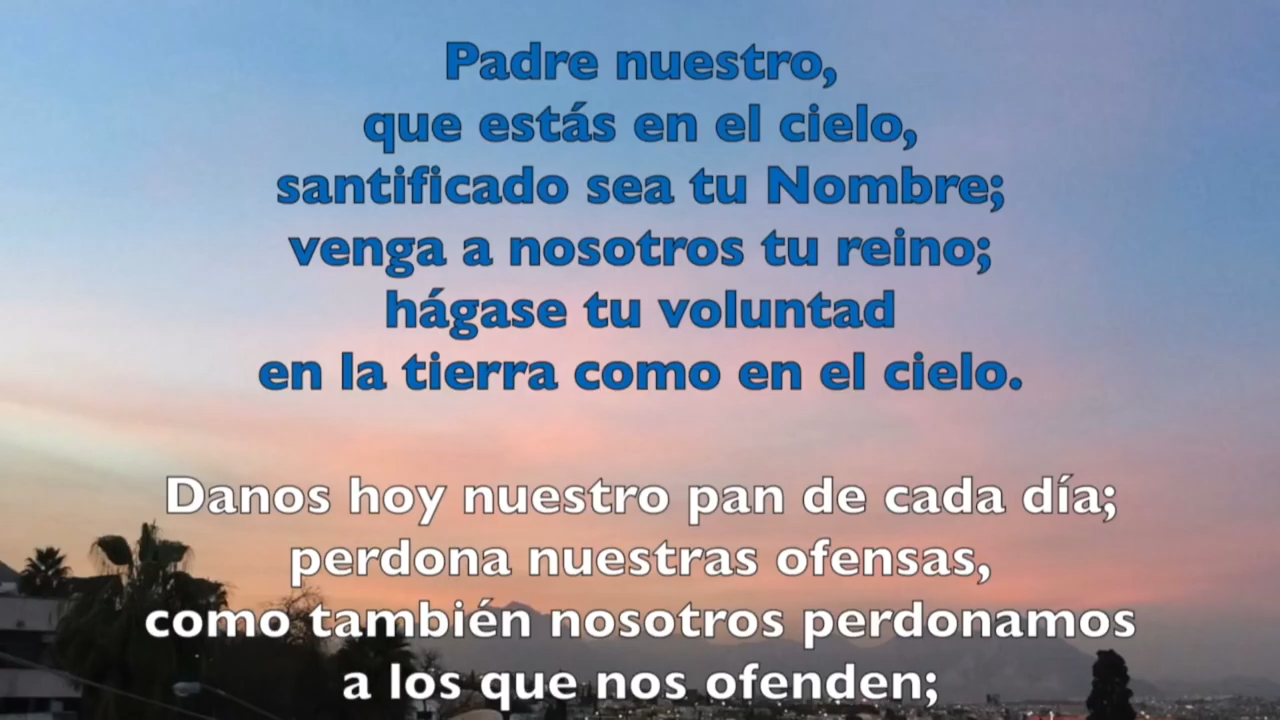 Padre nuestro,
que estás en el cielo,
santificado sea tu Nombre;
venga a nosotros tu reino;
hágase tu voluntad
en la tierra como en el cielo.
Danos hoy nuestro pan de cada día;
perdona nuestras ofensas,
como también nosotros perdonamos
a los que nos ofenden;